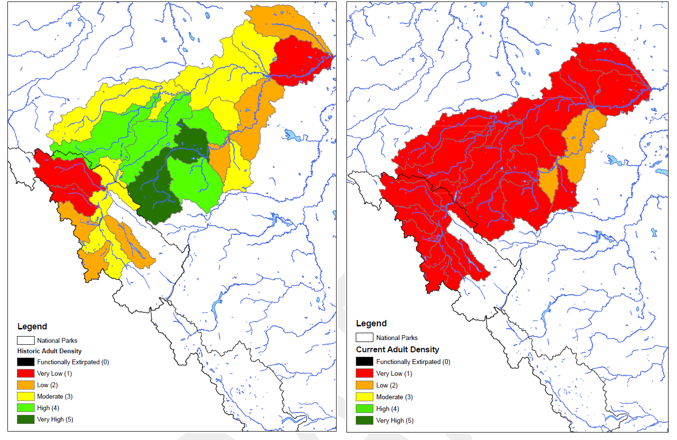 Legend
National Parks
Historic Adult Density
Functionally Extirpated (0)
Very Low (1)
Low (2)
Moderate (3)
High (4)
Very High (5)
Legend
National Parks
Current Adult Density
Functionally Extirpated (0)
Very Low (1)
Low (2)
Moderate (3)
High (4)
Very High (5)